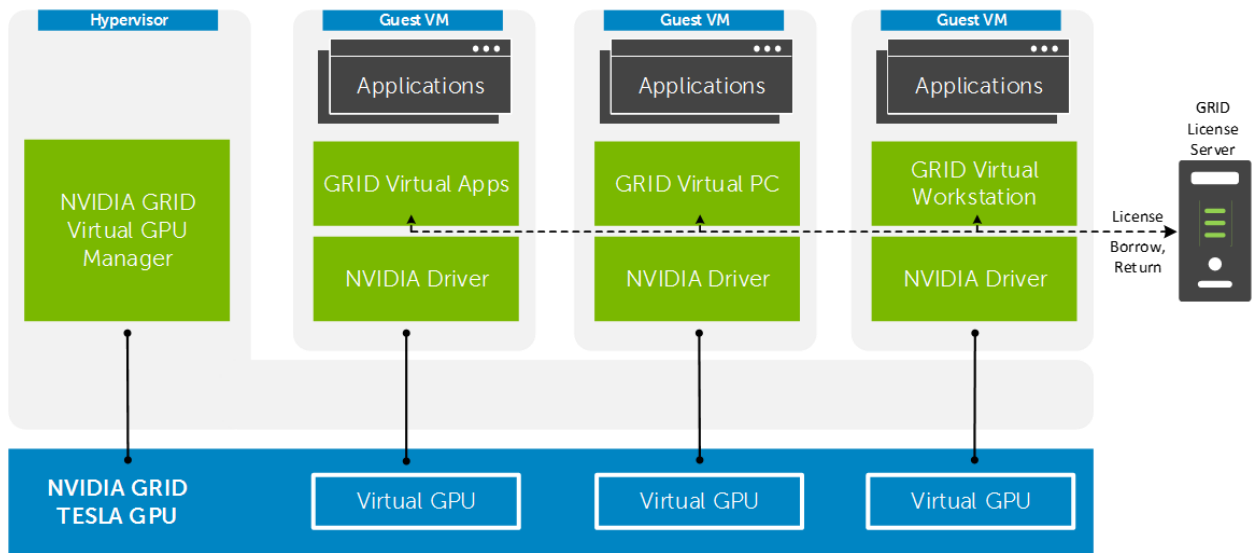 Hypervisor
Guest VM
Guest VM
Guest VM
Applications
Applications
Applications
GRID
License
Server
NVIDIA GRID
Virtual GPU
Manager
GRID Virtual Apps
GRID Virtual PC
GRID Virtual
Workstation
License
Borrow,
Return
NVIDIA Driver
NVIDIA Driver
NVIDIA Driver
NVIDIA GRID
TESLA GPU
Virtual GPU
Virtual GPU
Virtual GPU